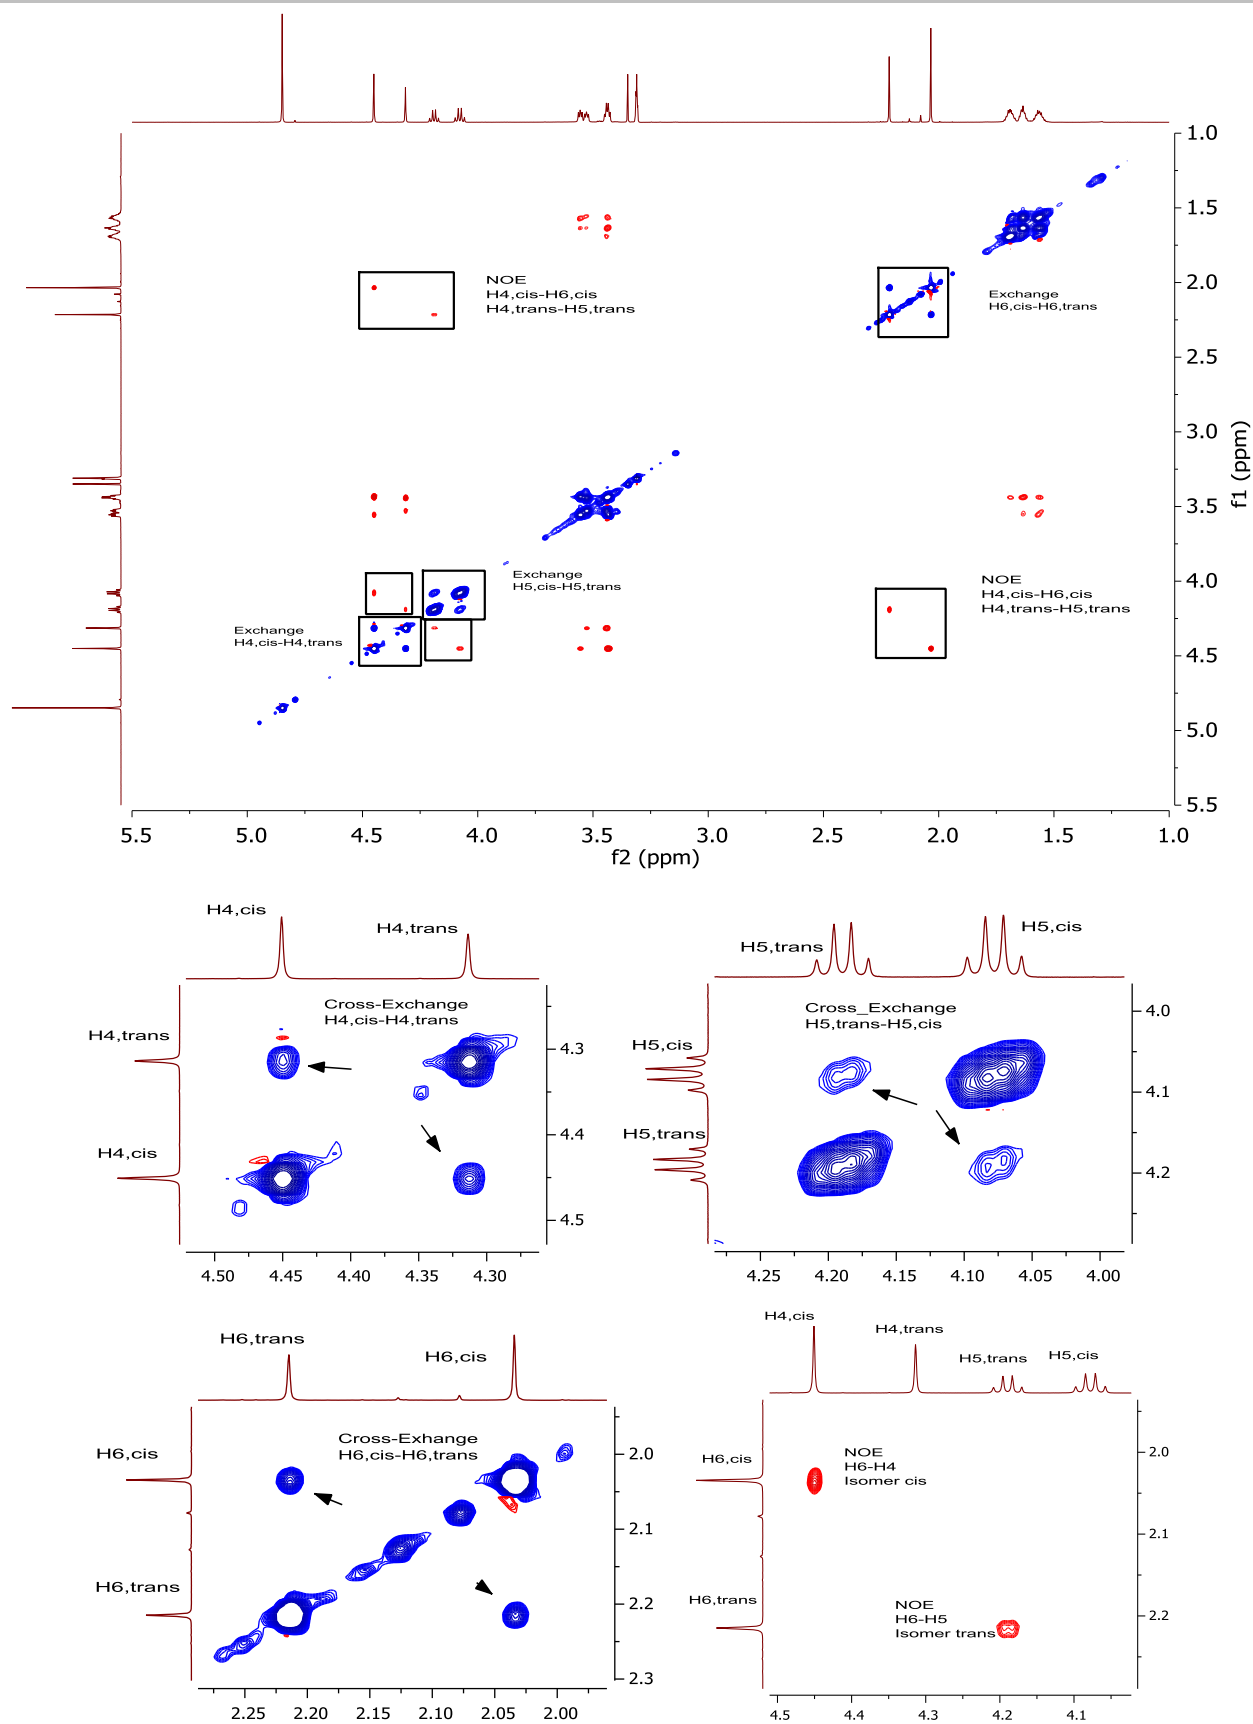 NOE
H4,cis-H6,cis
H4,trans-H5,trans
Exchange
H6,cis-H6,trans
Exchange
H5,cis-H5,trans
Exchange
H4,cis-H4,trans
NOE
H4,cis-H6,cis
H4,trans-H5,trans
1.0
1.5
2.0
2.5
3.0
3.5
4.0
4.5
5.0
5.5
f1 (ppm)
5.5 5.0 4.5 4.0 3.5 3.0 2.5 2.0 1.5 1.0
f2 (ppm)
H4,cis
H4,trans
Cross-Exchange
H4,cis-H4,trans
H4,trans
H4,cis
4.3
4.4
4.5
4.50 4.45 4.40 4.35 4.30
H5,trans
H5,cis
Cross_Exchange
H5,trans-H5,cis
H5,cis
H5,trans
4.0
4.1
4.2
4.25 4.20 4.15 4.10 4.05 4.00
H6,trans
H6,cis
Cross-Exhange
H6,cis-H6,trans
H6,cis
H6,trans
2.0
2.1
2.2
2.3
2.25 2.20 2.15 2.10 2.05 2.00
H4,cis
H4,trans
H5,trans
H5,cis
H6,cis
NOE
H6-H4
Isomer cis
H6,trans
NOE
H6-H5
Isomer trans
2.0
2.1
2.2
4.5 4.4 4.3 4.2 4.1